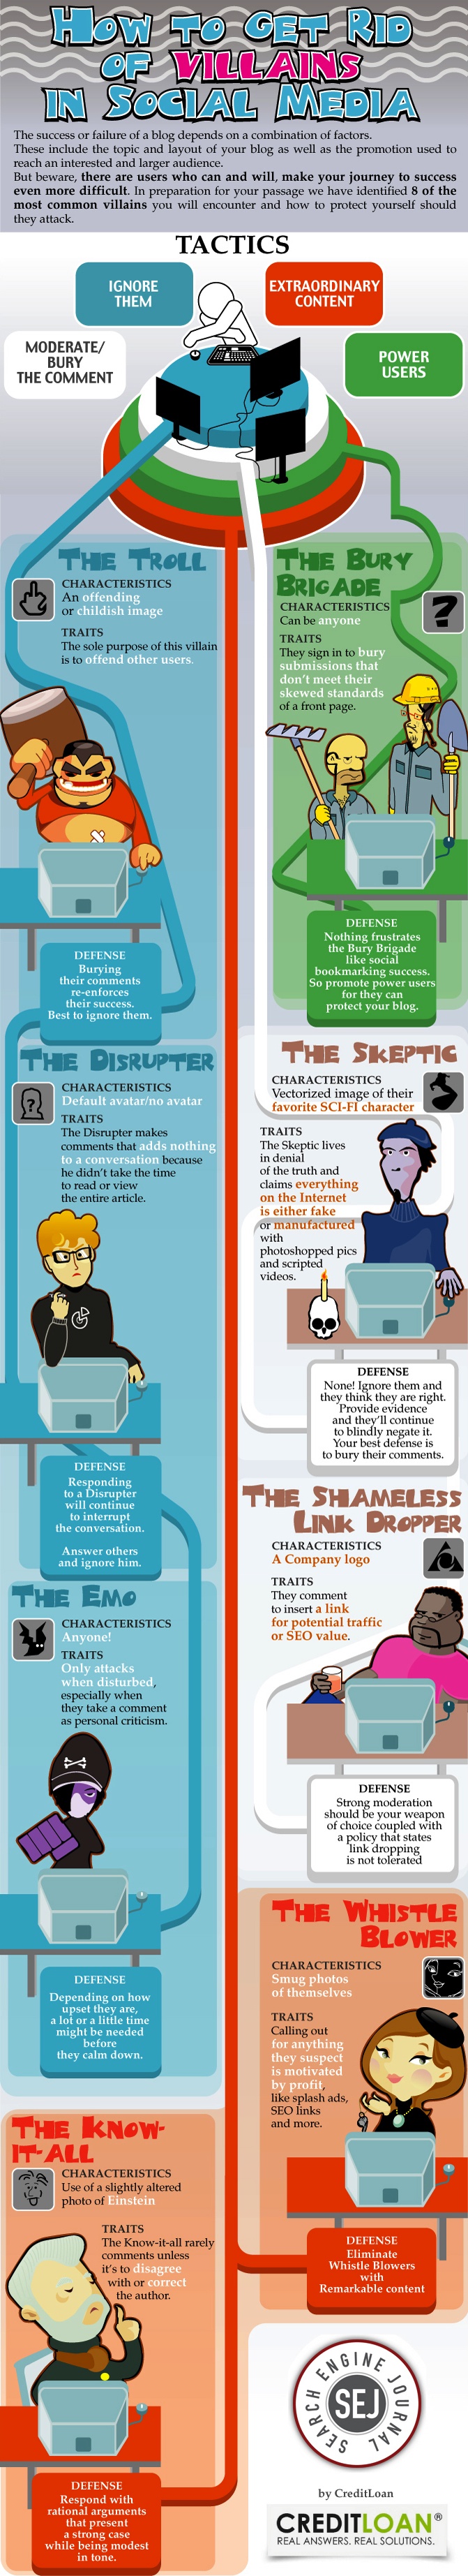 HOW TO GET RID
OF VILLAINS
IN SOCIAL MEDIA
The success or failure of a blog depends on a combination of factors.
These include the topic and layout of your blog as well as the promotion used to
reach an interested and larger audience.
But beware, there are users who can and will, make your journey to success
even more difficult. In preparation for your passage we have identified 8 of the
most common villains you will encounter and how to protect yourself should
they attack.
TACTICS
IGNORE
THEM
EXTRAORDINARY
CONTENT
MODERATE/
BURY
THE COMMENT
POWER
USERS
THE TROLL
CHARACTERISTICS
An offending
or childish image
TRAITS
The sole purpose of this villain
is to offend other users.
DEFENSE
Burying
their comments
re-enforces
their success.
Best to ignore them.
THE BURY
BRIGADE
CHARACTERISTICS
Can be anyone
?
TRAITS
They sign in to bury
submissions that
don't meet their
skewed standards
of a front page.
DEFENSE
Nothing frustrates
the Bury Brigade
like social
bookmarking success.
So promote power users
for they can
protect your blog.
THE DISRUPTER
CHARACTERISTICS
Default avatar/no avatar
?
TRAITS
The Disrupter makes
comments that adds nothing
to a conversation because
he didn't take the time
to read or view
the entire article.
DEFENSE
Responding
to a Disrupter
will continue
to interrupt
the conversation.
Answer others
and ignore him.
THE SKEPTIC
CHARACTERISTICS
Vectorized image of their
favorite SCI-FI character
TRAITS
The Skeptic lives
in denial
of the truth and
claims everything
on the Internet
is either fake
or manufactured
with
photoshopped pics
and scripted
videos.
DEFENSE
None! Ignore them and
they think they are right.
Provide evidence
and they'll continue
to blindly negate it.
Your best defense is
to bury their comments.
THE SHAMELESS
LINK DROPPER
CHARACTERISTICS
A Company logo
TRAITS
They comment
to insert a link
for potential traffic
or SEO value.
DEFENSE
Strong moderation
should be your weapon
of choice coupled with
a policy that states
link dropping
is not tolerated
THE EMO
CHARACTERISTICS
Anyone!
TRAITS
Only attacks
when disturbed,
especially when
they take a comment
as personal criticism.
DEFENSE
Depending on how
upset they are,
a lot or a little time
might be needed
before
they calm down.
THE WHISTLE
BLOWER
CHARACTERISTICS
Smug photos
of themselves
TRAITS
Calling out
for anything
they suspect
is motivated
by profit,
like splash ads,
SEO links
and more.
DEFENSE
Eliminate
Whistle Blowers
with
Remarkable content
THE KNOW-
IT-ALL
CHARACTERISTICS
Use of a slightly altered
photo of Einstein
TRAITS
The Know-it-all rarely
comments unless
it's to disagree
with or correct
the author.
DEFENSE
Respond with
rational arguments
that present
a strong case
while being modest
in tone.
SEARCH ENGINE JOURNAL
SEJ
by CreditLoan
CREDITLOAN®
REAL ANSWERS. REAL SOLUTIONS.